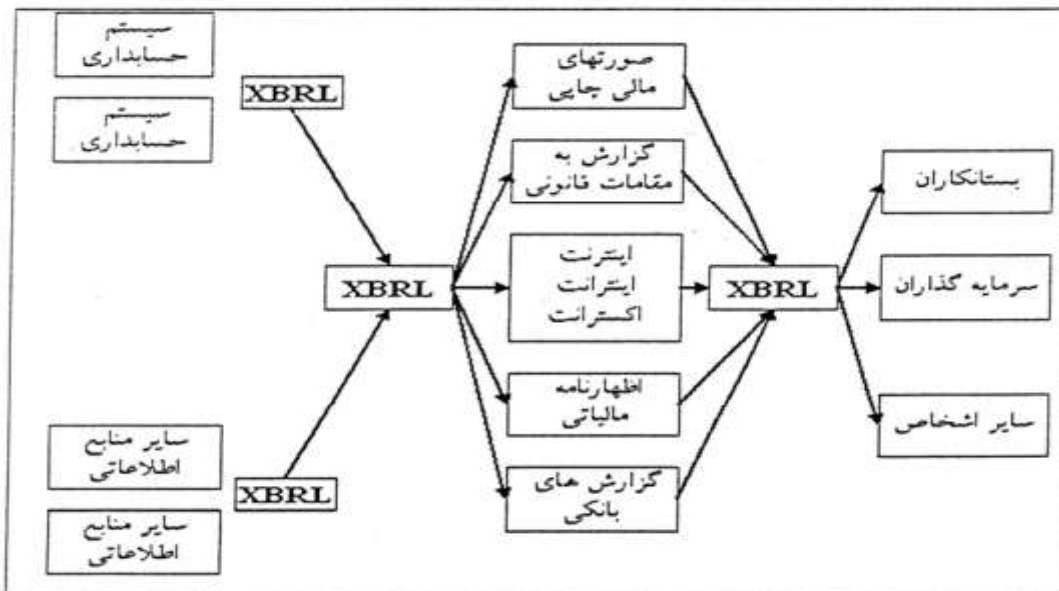 سیستم
حسابداری
سیستم
حسابداری
XBRL
سایر منابع
اطلاعاتی
سایر منابع
اطلاعاتی
XBRL
XBRL
صورتهای
مالی چاپی
گزارش به
مقامات قانونی
اینترنت
اینترانت
اکسترانت
اظهارنامه
مالیاتی
گزارش های
بانکی
XBRL
بستانکاران
سرمایه گذاران
سایر اشخاص